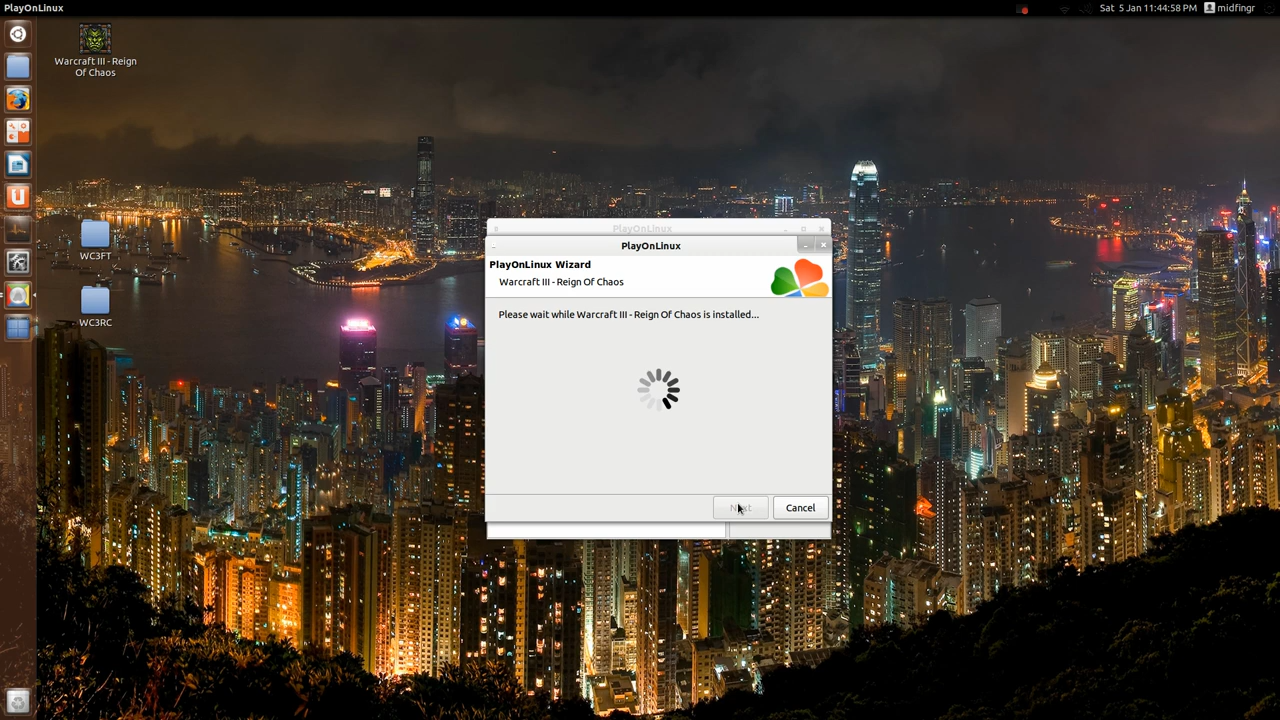 PlayOnLinux
Sat 5 Jan 11:44:58 PM
midfingr
Warcraft III - Reign
Of Chaos
WC3FT
WC3RC
PlayOnLinux
PlayOnLinux
PlayOnLinux Wizard
Warcraft III - Reign Of Chaos
Please wait while Warcraft III - Reign Of Chaos is installed...
Cancel